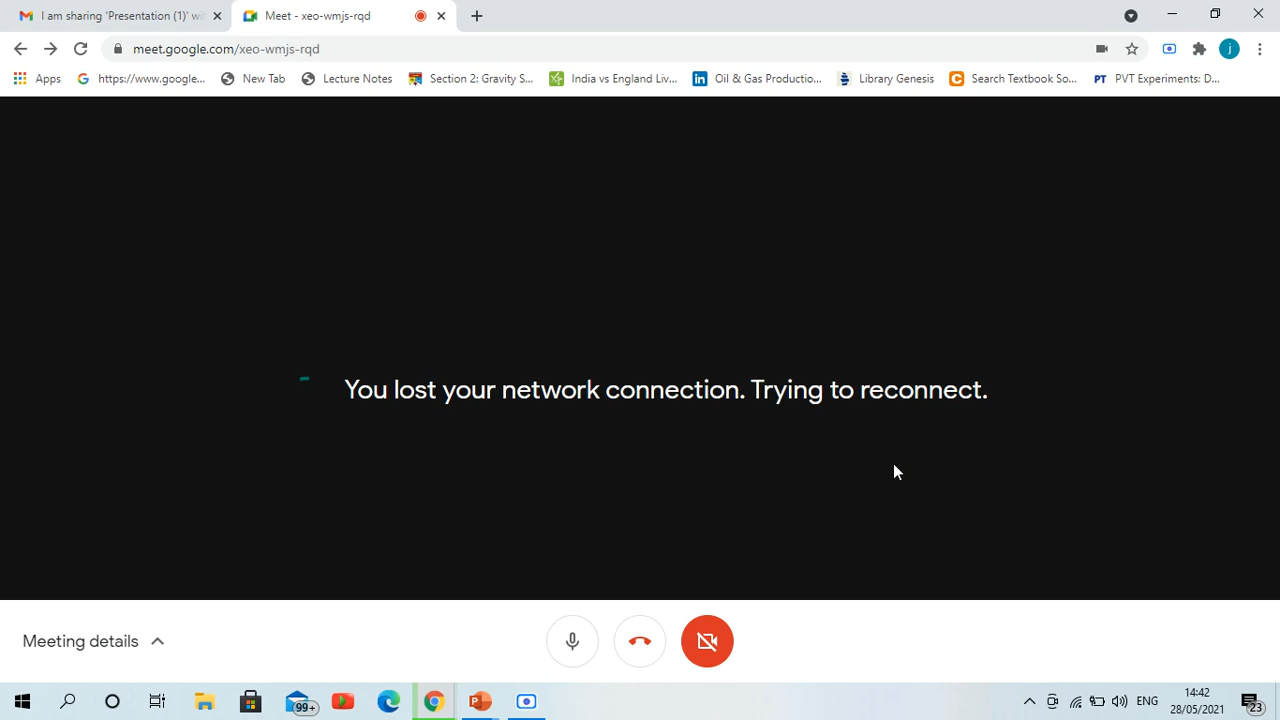 I am sharing 'Presentation (1)' wi
Meet - xeo-wmjs-rqd
meet.google.com/xeo-wmjs-rqd
j
Apps
https://www.google...
New Tab
Lecture Notes
Section 2: Gravity S...
India vs England Liv...
Oil & Gas Productio...
Library Genesis
Search Textbook So...
PT PVT Experiments: D...
You lost your network connection. Trying to reconnect.
Meeting details
99+
ENG
14:42
28/05/2021
23